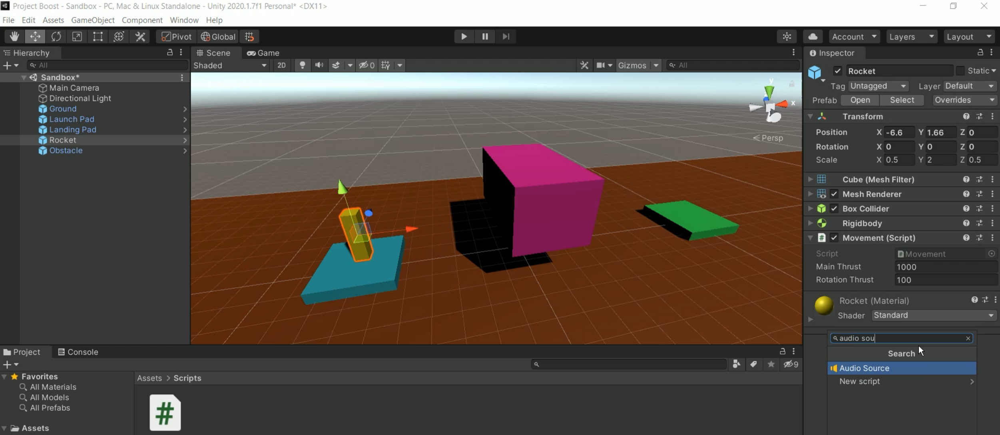 Project Boost - Sandbox - PC, Mac & Linux Standalone - Unity 2020.1.7f1 Personal* <DX11>
File Edit Assets GameObject Component Window Help
Pivot Global Account Layers Layout
Hierarchy
All
Sandbox*
Main Camera
Directional Light
Ground
Launch Pad
Landing Pad
Rocket
Obstacle
Scene Game
Shaded 2D 0 Gizmos All
y
x
Persp
Inspector
Rocket Static
Tag Untagged Layer Default
Prefab Open Select Overrides
Transform
Position X -6.6 Y 1.66 Z 0
Rotation X 0 Y 0 Z 0
Scale X 0.5 Y 2 Z 0.5
Cube (Mesh Filter)
Mesh Renderer
Box Collider
Rigidbody
# Movement (Script)
Script Movement
Main Thrust 1000
Rotation Thrust 100
Rocket (Material)
Shader Standard
audio sou
Search
Audio Source
New script
Project Console
9
Favorites
All Materials
All Models
All Prefabs
Assets
Assets > Scripts
#